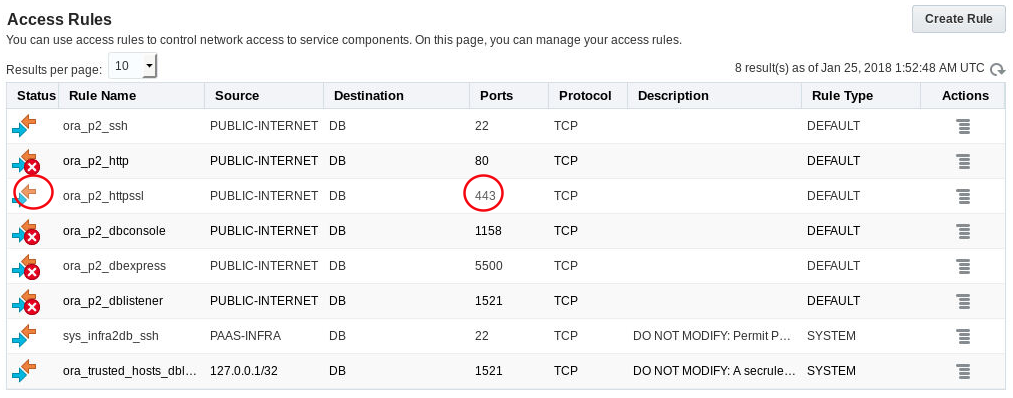 Access Rules
Create Rule
You can use access rules to control network access to service components. On this page, you can manage your access rules.
Results per page: 10
8 result(s) as of Jan 25, 2018 1:52:48 AM UTC
Status Rule Name Source Destination Ports Protocol Description Rule Type Actions
ora_p2_ssh PUBLIC-INTERNET DB 22 TCP DEFAULT
ora_p2_http PUBLIC-INTERNET DB 80 TCP DEFAULT
ora_p2_httpssl PUBLIC-INTERNET DB 443 TCP DEFAULT
ora_p2_dbconsole PUBLIC-INTERNET DB 1158 TCP DEFAULT
ora_p2_dbexpress PUBLIC-INTERNET DB 5500 TCP DEFAULT
ora_p2_dblistener PUBLIC-INTERNET DB 1521 TCP DEFAULT
sys_infra2db_ssh PAAS-INFRA DB 22 TCP DO NOT MODIFY: Permit P... SYSTEM
ora_trusted_hosts_dbl... 127.0.0.1/32 DB 1521 TCP DO NOT MODIFY: A secrule... SYSTEM